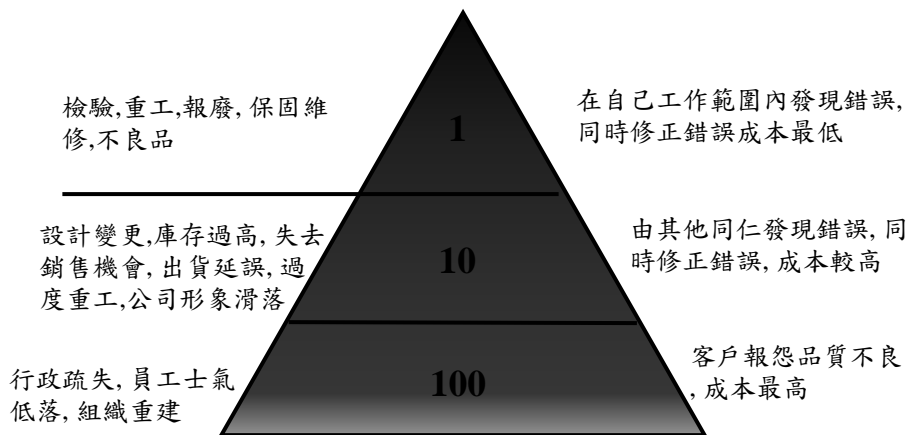 檢驗,重工,報廢, 保固維
修,不良品
1
在自己工作範圍內發現錯誤,
同時修正錯誤成本最低
設計變更,庫存過高, 失去
銷售機會, 出貨延誤, 過
度重工,公司形象滑落
10
由其他同仁發現錯誤, 同
時修正錯誤, 成本較高
行政疏失, 員工士氣
低落, 組織重建
100
客戶報怨品質不良
, 成本最高